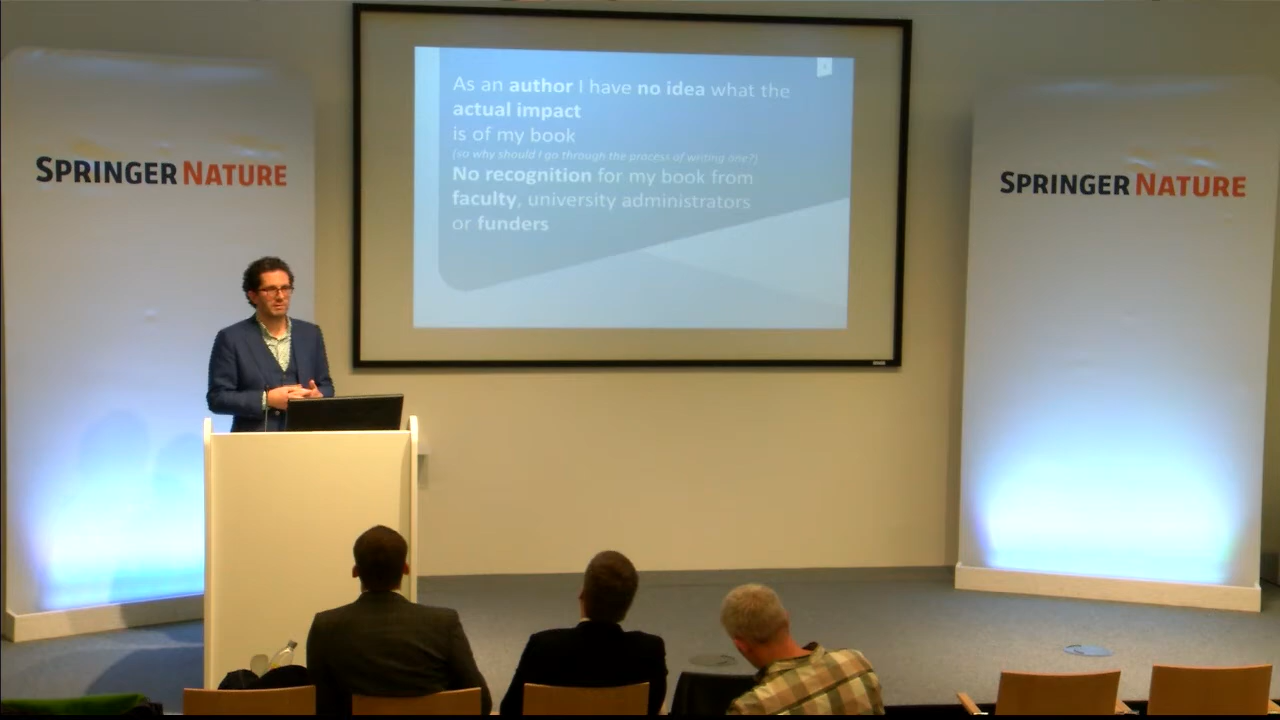 SPRINGER NATURE
As an author I have no idea what the
actual impact
is of my book
(so why should I go through the process of writing one?)
No recognition for my book from
faculty, university administrators
or funders
SPRINGER NATURE